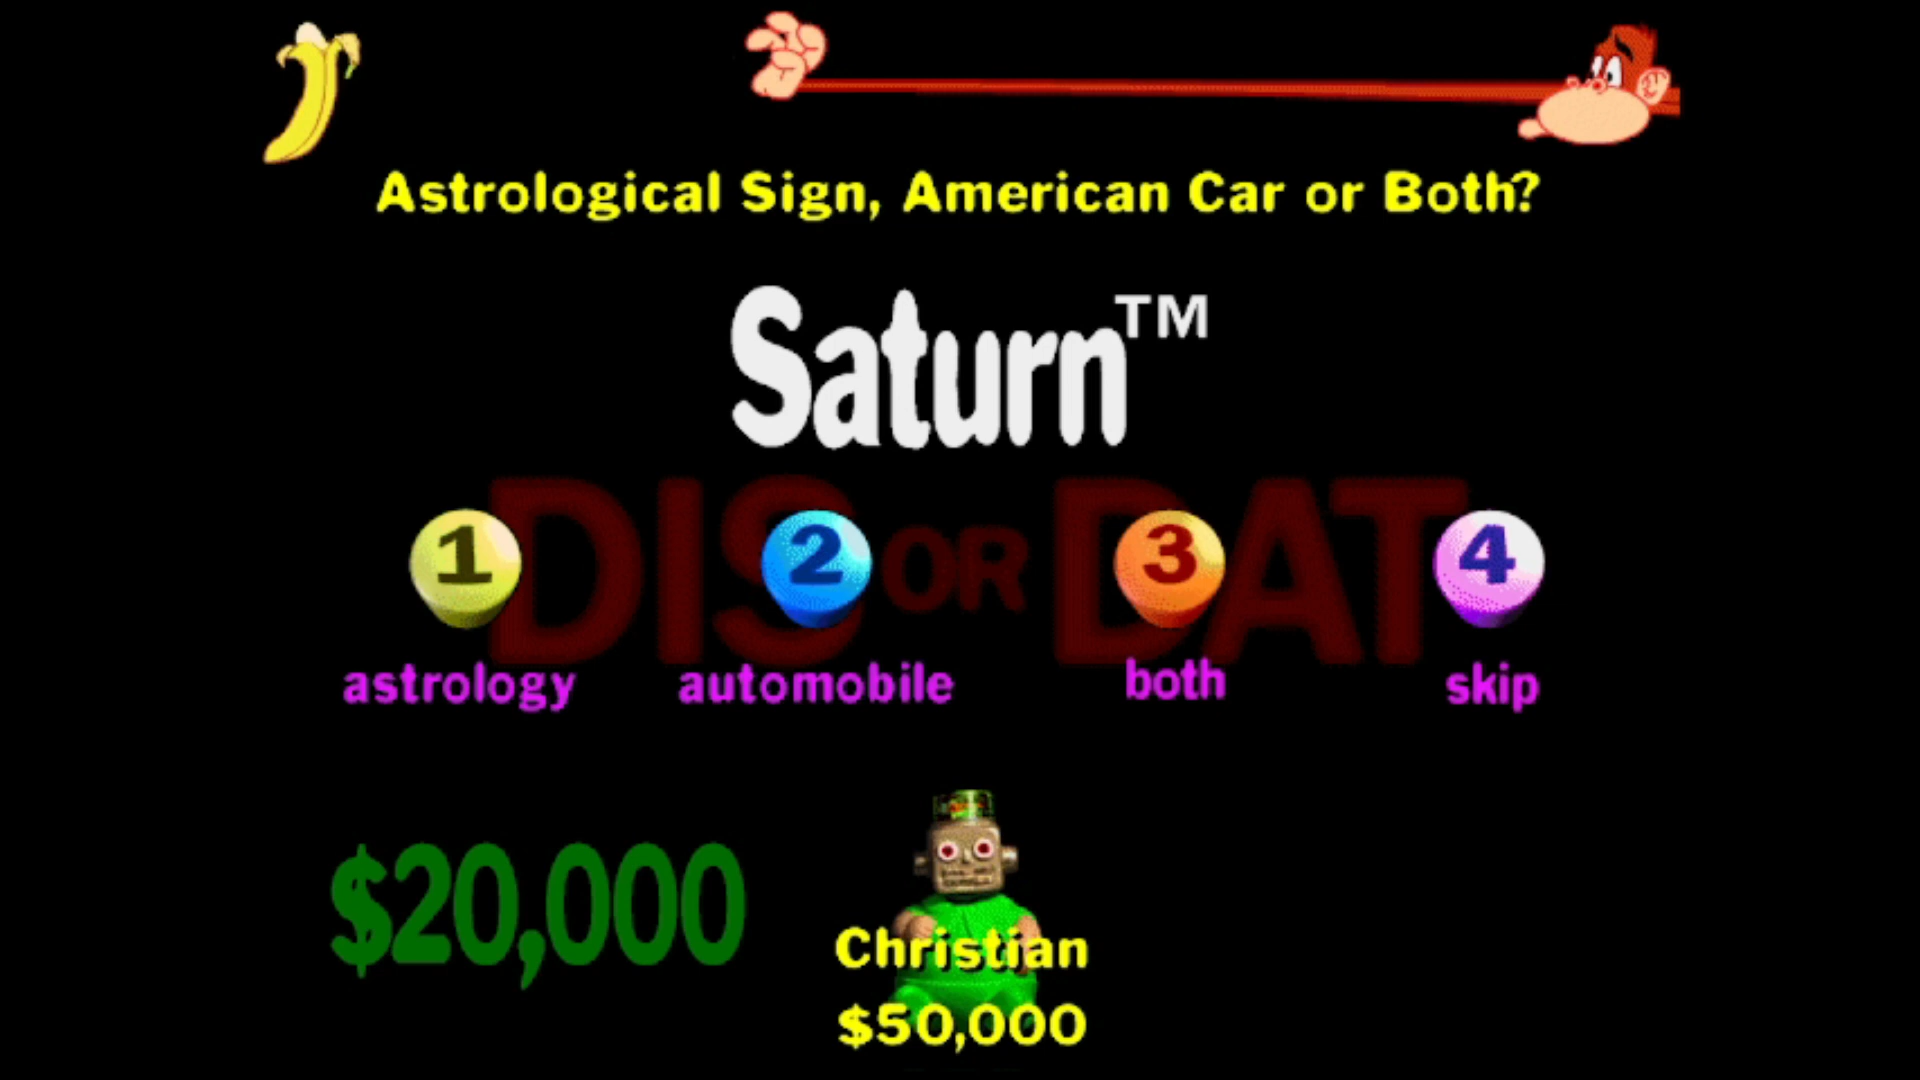 Astrological Sign, American Car or Both?
Saturn™
DIS OR DAT
1 2 3 4
astrology automobile both skip
$20,000
Christian
$50,000